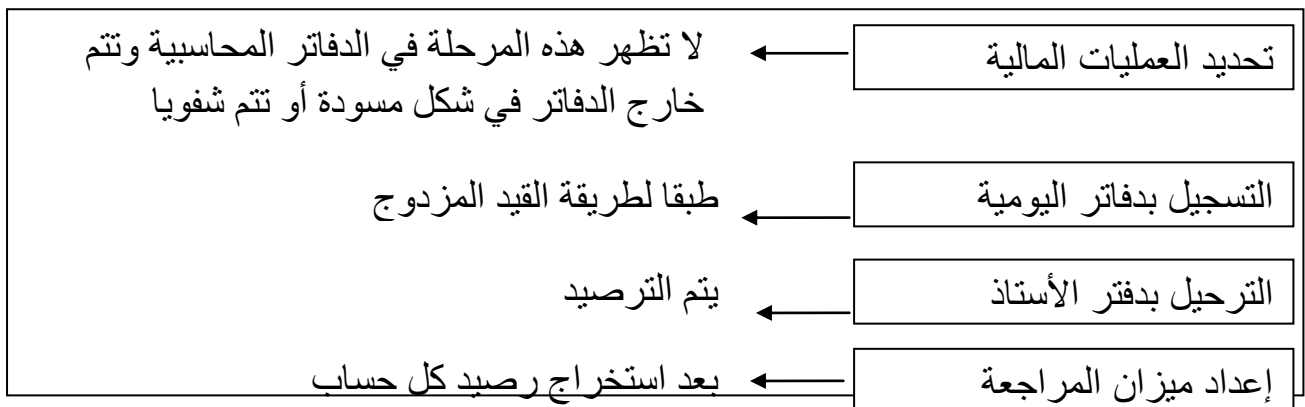 تحديد العمليات المالية
لا تظهر هذه المرحلة في الدفاتر المحاسبية وتتم
خارج الدفاتر في شكل مسودة أو تتم شفويا
التسجيل بدفاتر اليومية
طبقا لطريقة القيد المزدوج
الترحيل بدفتر الأستاذ
يتم الترصيد
إعداد ميزان المراجعة
بعد استخراج رصيد كل حساب